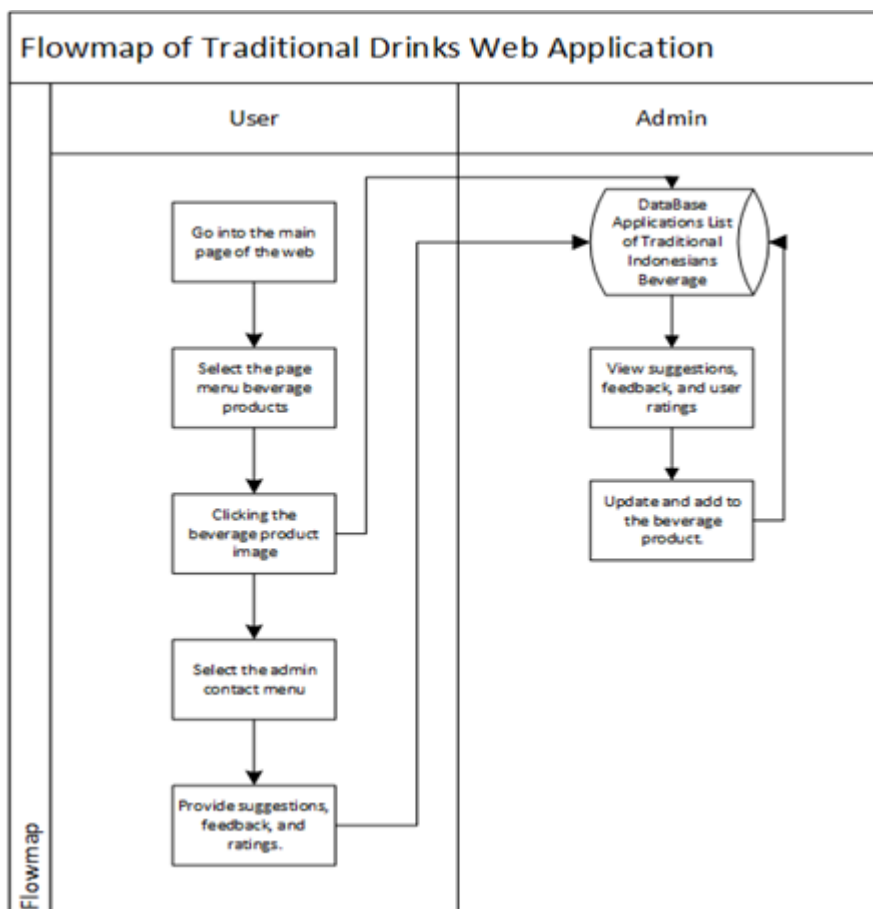 Flowmap of Traditional Drinks Web Application
User
Admin
Go into the main
page of the web
Select the page
menu beverage
products
Clicking the
beverage product
image
Select the admin
contact menu
Provide suggestions,
feedback, and
ratings.
DataBase
Applications List
of Traditional
Indonesians
Beverage
View suggestions,
feedback, and user
ratings
Update and add to
the beverage
product.
Flowmap